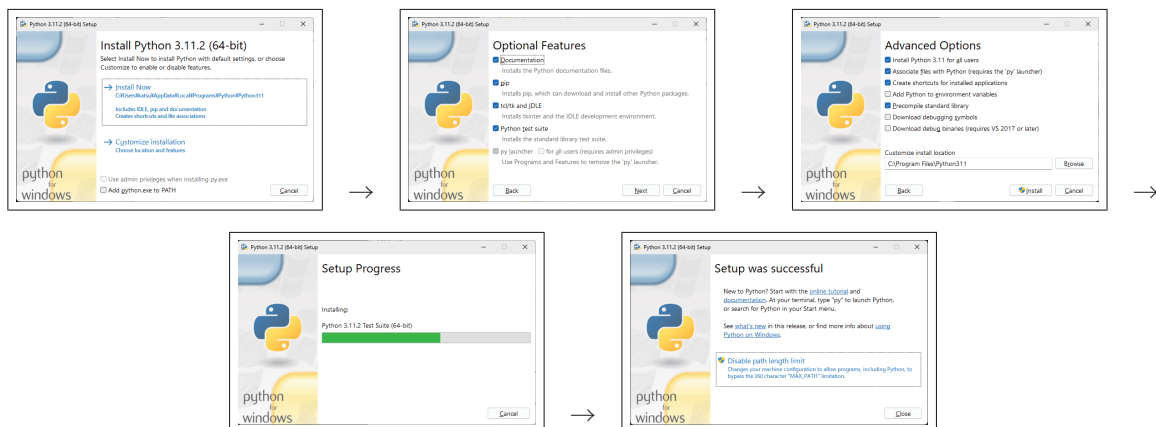 Python 3.11.2 (64-bit) Setup
Install Python 3.11.2 (64-bit)
Select Install Now to install Python with default settings, or choose
Customize to enable or disable features.
→ Install Now
C:¥Users¥katsu¥AppData¥Local¥Programs¥Python¥Python311
Includes IDLE, pip and documentation
Creates shortcuts and file associations
→ Customize installation
Choose location and features
Use admin privileges when installing py.exe
Add python.exe to PATH
Cancel
python
for
windows
→
Python 3.11.2 (64-bit) Setup
Optional Features
Documentation
Installs the Python documentation files.
pip
Installs pip, which can download and install other Python packages.
tcl/tk and IDLE
Installs tkinter and the IDLE development environment.
Python test suite
Installs the standard library test suite.
py launcher for all users (requires admin privileges)
Use Programs and Features to remove the 'py' launcher.
Back Next Cancel
python
for
windows
→
Python 3.11.2 (64-bit) Setup
Advanced Options
Install Python 3.11 for all users
Associate files with Python (requires the 'py' launcher)
Create shortcuts for installed applications
Add Python to environment variables
Precompile standard library
Download debugging symbols
Download debug binaries (requires VS 2017 or later)
Customize install location
C:\Program Files\Python311 Browse
Back Install Cancel
python
for
windows
→
Python 3.11.2 (64-bit) Setup
Setup Progress
Installing:
Python 3.11.2 Test Suite (64-bit)
Cancel
python
for
windows
→
Python 3.11.2 (64-bit) Setup
Setup was successful
New to Python? Start with the online tutorial and
documentation. At your terminal, type "py" to launch Python,
or search for Python in your Start menu.
See what's new in this release, or find more info about using
Python on Windows.
Disable path length limit
Changes your machine configuration to allow programs, including Python, to
bypass the 260 character "MAX_PATH" limitation.
Close
python
for
windows